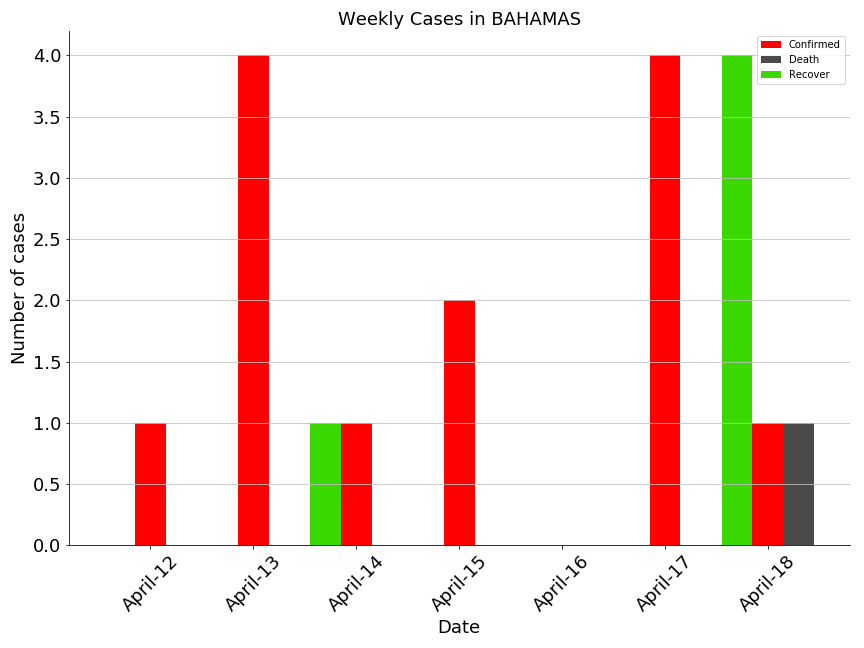 Weekly Cases in BAHAMAS
Confirmed
Death
Recover
Number of cases
4.0
3.5
3.0
2.5
2.0
1.5
1.0
0.5
0.0
April-12
April-13
April-14
April-15
April-16
April-17
April-18
Date